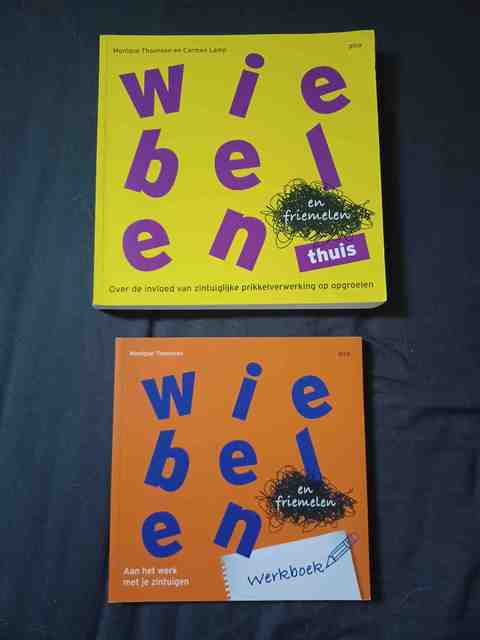 Monique Thoonsen en Carmen Lamp
pica
wie
bel
en
en
friemelen
thuis
Over de invloed van zintuiglijke prikkelverwerking op opgroeien
Monique Thoonsen
pica
wie
bel
en
en
friemelen
Aan het werk
met je zintuigen
Werkboek